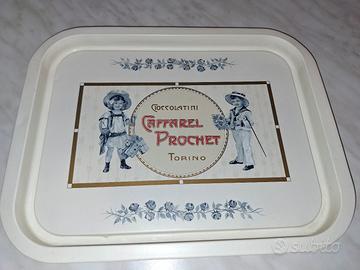 CIOCCOLATINI
CAFFAREL
PROCHET
TORINO
subito